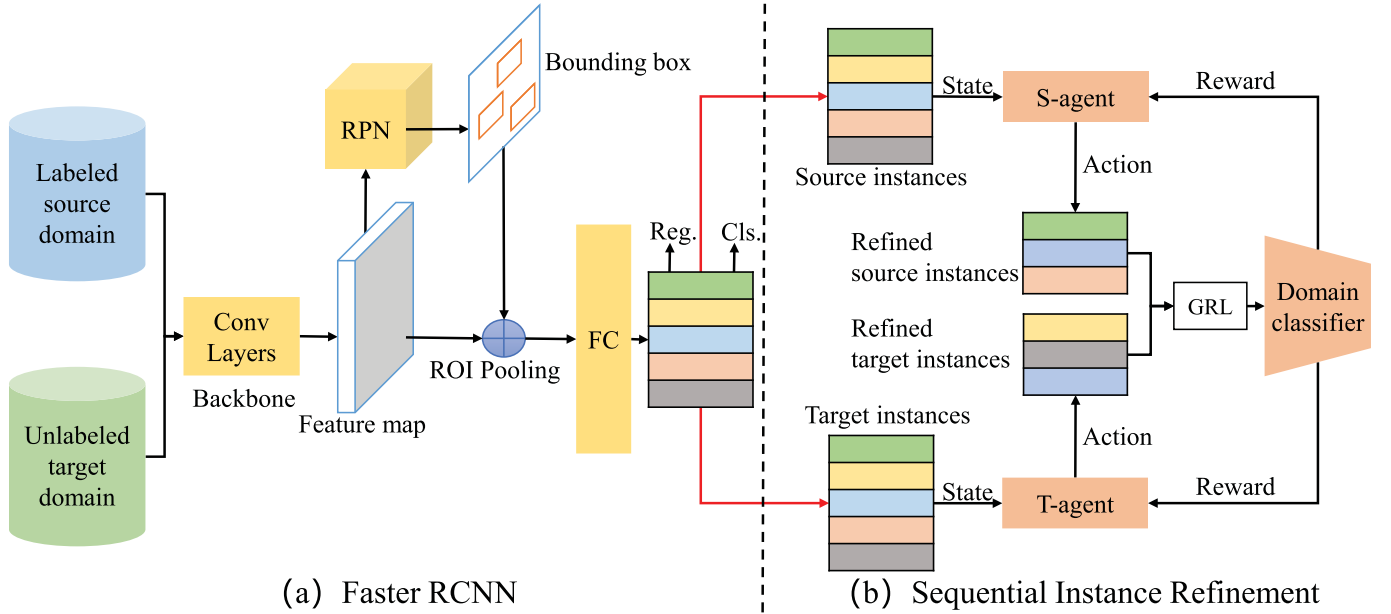 Labeled
source
domain
Unlabeled
target
domain
Conv
Layers
Backbone
RPN
Bounding box
Feature map
ROI Pooling
FC
Reg.
Cls.
(a) Faster RCNN
Source instances
State
S-agent
Reward
Action
Refined
source instances
Refined
target instances
GRL
Domain
classifier
Target instances
State
Action
T-agent
Reward
(b) Sequential Instance Refinement